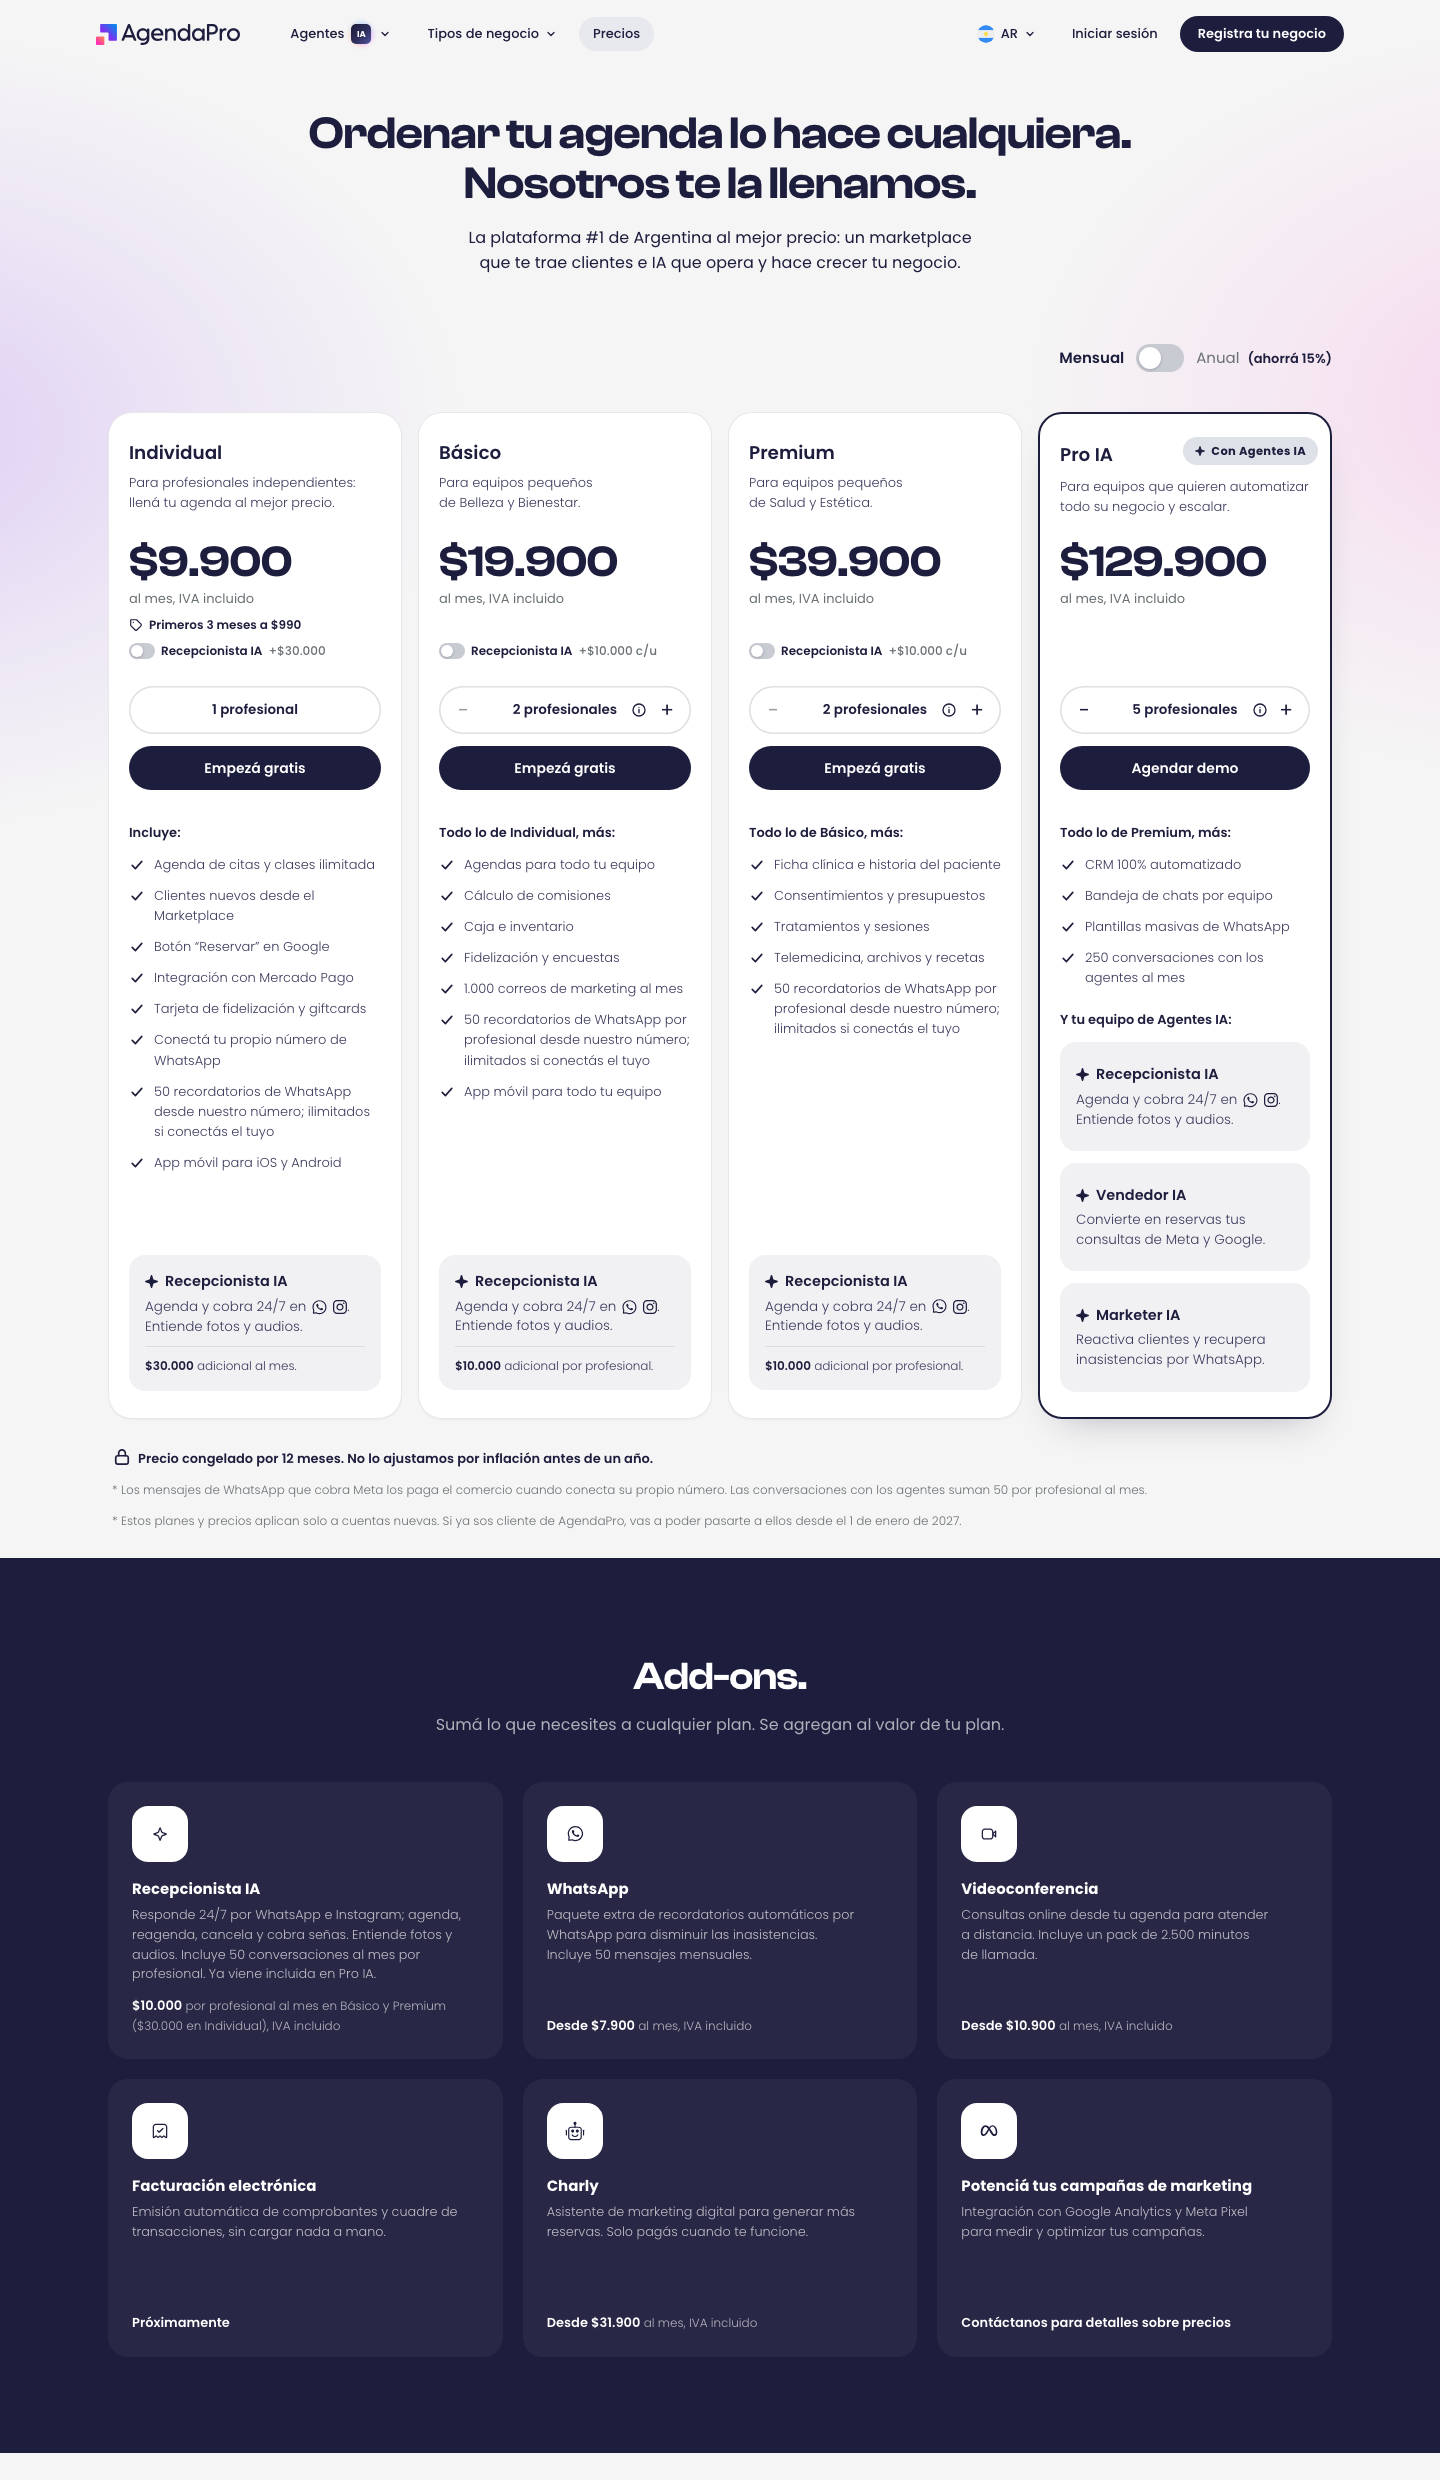 AgendaPro
Agentes IA
Tipos de negocio
Precios
AR
Iniciar sesión
Registra tu negocio
Ordenar tu agenda lo hace cualquiera.
Nosotros te la llenamos.
La plataforma #1 de Argentina al mejor precio: un marketplace
que te trae clientes e IA que opera y hace crecer tu negocio.
Mensual
Anual (ahorrá 15%)
Individual
Para profesionales independientes:
llená tu agenda al mejor precio.
$9.900
al mes, IVA incluido
Primeros 3 meses a $990
Recepcionista IA +$30.000
1 profesional
Empezá gratis
Incluye:
Agenda de citas y clases ilimitada
Clientes nuevos desde el
Marketplace
Botón “Reservar” en Google
Integración con Mercado Pago
Tarjeta de fidelización y giftcards
Conectá tu propio número de
WhatsApp
50 recordatorios de WhatsApp
desde nuestro número; ilimitados
si conectás el tuyo
App móvil para iOS y Android
Recepcionista IA
Agenda y cobra 24/7 en .
Entiende fotos y audios.
$30.000 adicional al mes.
Básico
Para equipos pequeños
de Belleza y Bienestar.
$19.900
al mes, IVA incluido
Recepcionista IA +$10.000 c/u
− 2 profesionales +
Empezá gratis
Todo lo de Individual, más:
Agendas para todo tu equipo
Cálculo de comisiones
Caja e inventario
Fidelización y encuestas
1.000 correos de marketing al mes
50 recordatorios de WhatsApp por
profesional desde nuestro número;
ilimitados si conectás el tuyo
App móvil para todo tu equipo
Recepcionista IA
Agenda y cobra 24/7 en .
Entiende fotos y audios.
$10.000 adicional por profesional.
Premium
Para equipos pequeños
de Salud y Estética.
$39.900
al mes, IVA incluido
Recepcionista IA +$10.000 c/u
− 2 profesionales +
Empezá gratis
Todo lo de Básico, más:
Ficha clínica e historia del paciente
Consentimientos y presupuestos
Tratamientos y sesiones
Telemedicina, archivos y recetas
50 recordatorios de WhatsApp por
profesional desde nuestro número;
ilimitados si conectás el tuyo
Recepcionista IA
Agenda y cobra 24/7 en .
Entiende fotos y audios.
$10.000 adicional por profesional.
Pro IA
Con Agentes IA
Para equipos que quieren automatizar
todo su negocio y escalar.
$129.900
al mes, IVA incluido
− 5 profesionales +
Agendar demo
Todo lo de Premium, más:
CRM 100% automatizado
Bandeja de chats por equipo
Plantillas masivas de WhatsApp
250 conversaciones con los
agentes al mes
Y tu equipo de Agentes IA:
Recepcionista IA
Agenda y cobra 24/7 en .
Entiende fotos y audios.
Vendedor IA
Convierte en reservas tus
consultas de Meta y Google.
Marketer IA
Reactiva clientes y recupera
inasistencias por WhatsApp.
Precio congelado por 12 meses. No lo ajustamos por inflación antes de un año.
* Los mensajes de WhatsApp que cobra Meta los paga el comercio cuando conecta su propio número. Las conversaciones con los agentes suman 50 por profesional al mes.
* Estos planes y precios aplican solo a cuentas nuevas. Si ya sos cliente de AgendaPro, vas a poder pasarte a ellos desde el 1 de enero de 2027.
Add-ons.
Sumá lo que necesites a cualquier plan. Se agregan al valor de tu plan.
Recepcionista IA
Responde 24/7 por WhatsApp e Instagram; agenda,
reagenda, cancela y cobra señas. Entiende fotos y
audios. Incluye 50 conversaciones al mes por
profesional. Ya viene incluida en Pro IA.
$10.000 por profesional al mes en Básico y Premium
($30.000 en Individual), IVA incluido
WhatsApp
Paquete extra de recordatorios automáticos por
WhatsApp para disminuir las inasistencias.
Incluye 50 mensajes mensuales.
Desde $7.900 al mes, IVA incluido
Videoconferencia
Consultas online desde tu agenda para atender
a distancia. Incluye un pack de 2.500 minutos
de llamada.
Desde $10.900 al mes, IVA incluido
Facturación electrónica
Emisión automática de comprobantes y cuadre de
transacciones, sin cargar nada a mano.
Próximamente
Charly
Asistente de marketing digital para generar más
reservas. Solo pagás cuando te funcione.
Desde $31.900 al mes, IVA incluido
Potenciá tus campañas de marketing
Integración con Google Analytics y Meta Pixel
para medir y optimizar tus campañas.
Contáctanos para detalles sobre precios